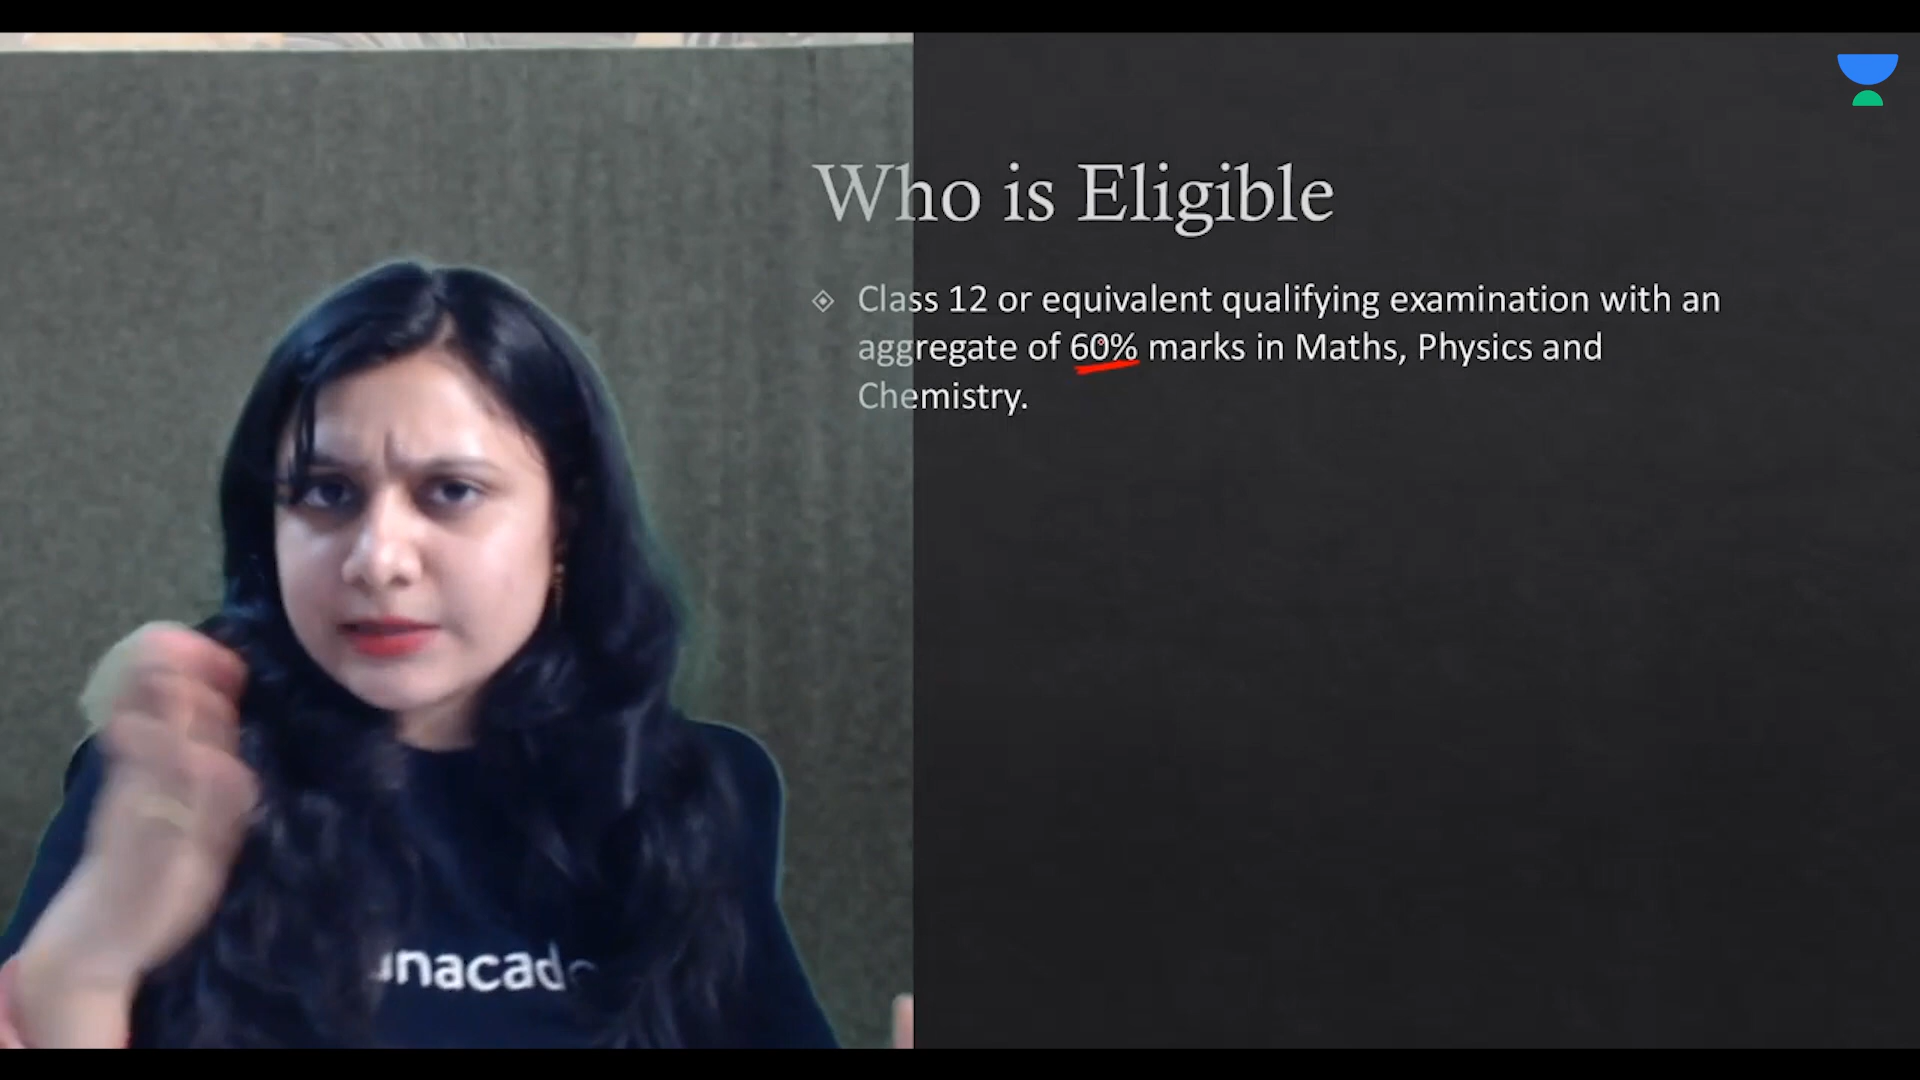 Who is Eligible
Class 12 or equivalent qualifying examination with an
aggregate of 60% marks in Maths, Physics and
Chemistry.
unacade